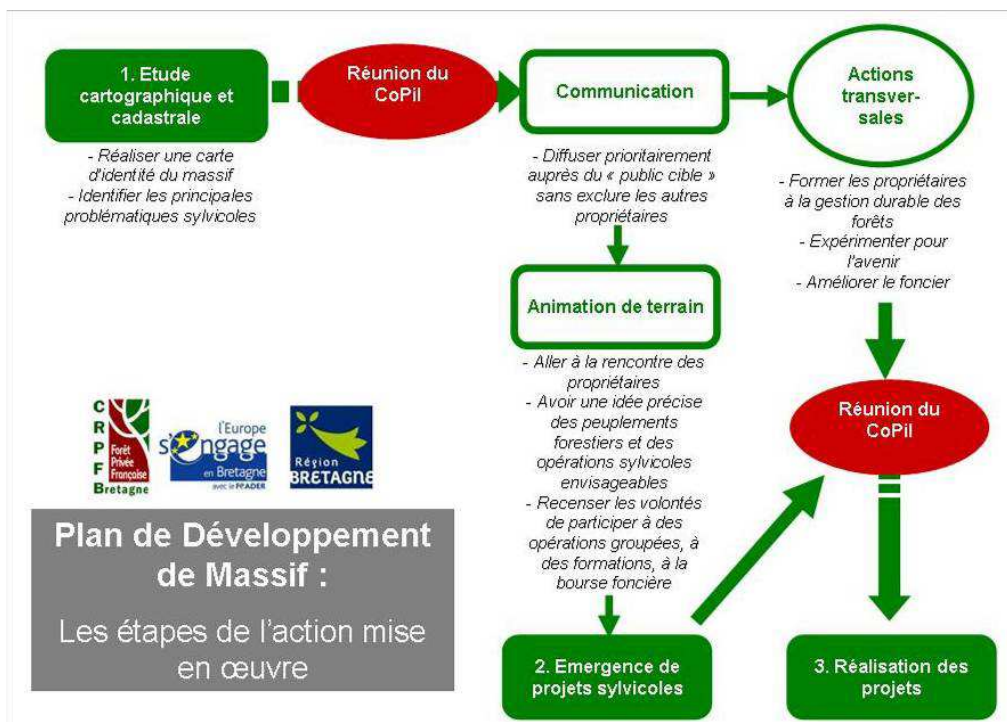 1. Etude
cartographique et
cadastrale
- Réaliser une carte
d'identité du massif
- Identifier les principales
problématiques sylvicoles
Réunion du
CoPil
Communication
- Diffuser prioritairement
auprès du « public cible »
sans exclure les autres
propriétaires
Actions
transver-
sales
- Former les propriétaires
à la gestion durable des
forêts
- Expérimenter pour
l'avenir
- Améliorer le foncier
Animation de terrain
- Aller à la rencontre des
propriétaires
- Avoir une idée précise
des peuplements
forestiers et des
opérations sylvicoles
envisageables
- Recenser les volontés
de participer à des
opérations groupées, à
des formations, à la
bourse foncière
Réunion du
CoPil
2. Emergence de
projets sylvicoles
3. Réalisation des
projets
CRPF
Forêt
Privée
Française
Bretagne
l'Europe
s'engage
en Bretagne
avec le FEADER
Région
BRETAGNE
Plan de Développement
de Massif :
Les étapes de l'action mise
en œuvre